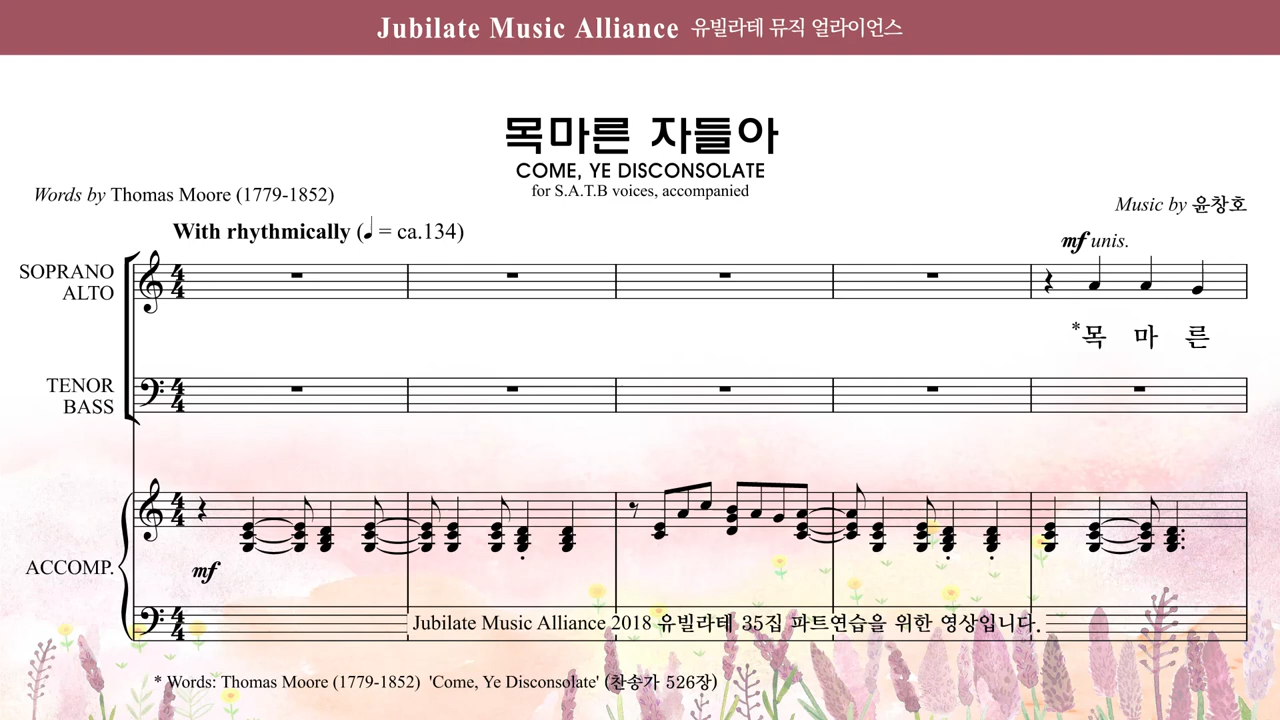 Jubilate Music Alliance 유빌라테 뮤직 얼라이언스
목마른 자들아
COME, YE DISCONSOLATE
for S.A.T.B voices, accompanied
Words by Thomas Moore (1779-1852)
Music by 윤창호
With rhythmically (♩ = ca.134)
mf unis.
SOPRANO
ALTO
*목 마 른
TENOR
BASS
ACCOMP.
mf
Jubilate Music Alliance 2018 유빌라테 35집 파트연습을 위한 영상입니다.
* Words: Thomas Moore (1779-1852) 'Come, Ye Disconsolate' (찬송가 526장)